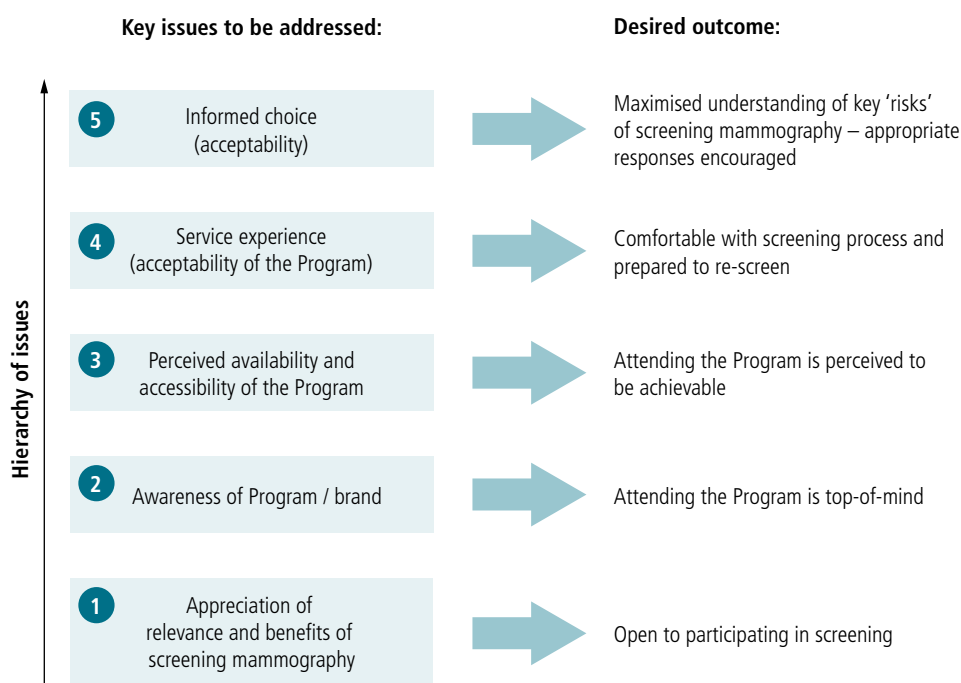 Key issues to be addressed:
Desired outcome:
Hierarchy of issues
5
Informed choice
(acceptability)
Maximised understanding of key ‘risks’
of screening mammography – appropriate
responses encouraged
4
Service experience
(acceptability of the Program)
Comfortable with screening process and
prepared to re-screen
3
Perceived availability and
accessibility of the Program
Attending the Program is perceived to
be achievable
2
Awareness of Program / brand
Attending the Program is top-of-mind
1
Appreciation of
relevance and benefits of
screening mammography
Open to participating in screening